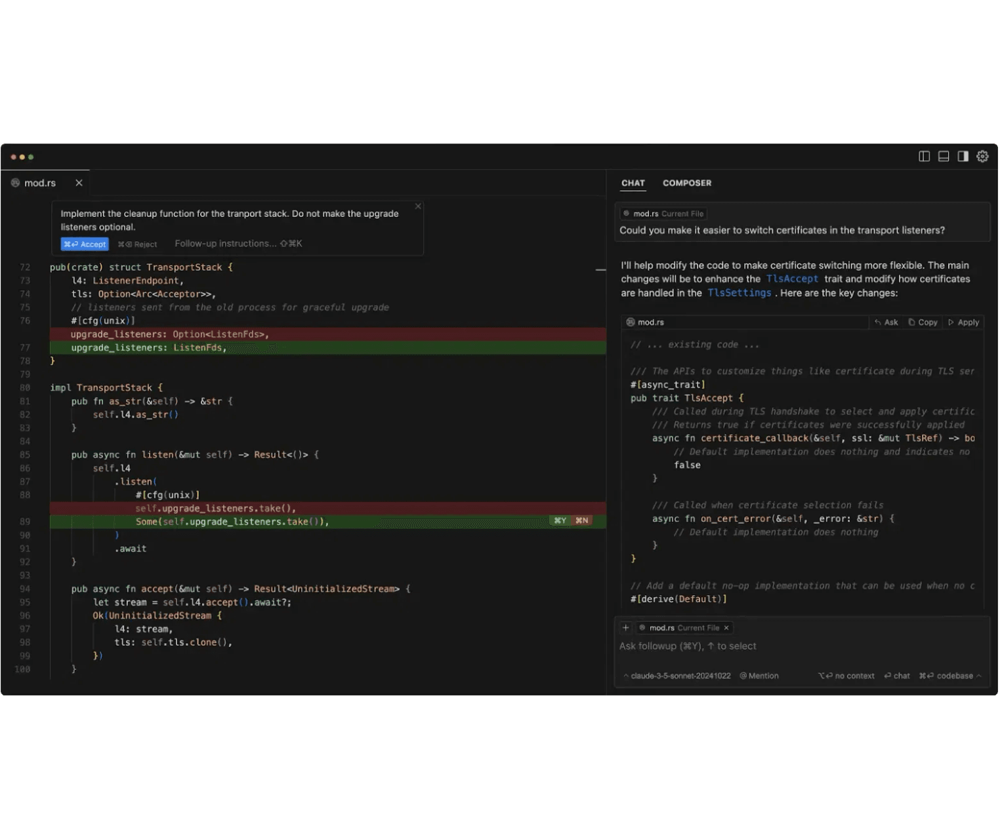 mod.rs
Implement the cleanup function for the tranport stack. Do not make the upgrade
listeners optional.
⌘⏎ Accept ⌘⌫ Reject Follow-up instructions... ⇧⌘K
72 pub(crate) struct TransportStack {
73 l4: ListenerEndpoint,
74 tls: Option<Arc<Acceptor>>,
75 // listeners sent from the old process for graceful upgrade
76 #[cfg(unix)]
upgrade_listeners: Option<ListenFds>,
77 upgrade_listeners: ListenFds,
78 }
79
80 impl TransportStack {
81 pub fn as_str(&self) -> &str {
82 self.l4.as_str()
83 }
84
85 pub async fn listen(&mut self) -> Result<()> {
86 self.l4
87 .listen(
88 #[cfg(unix)]
self.upgrade_listeners.take(),
89 Some(self.upgrade_listeners.take()), ⌘Y ⌘N
90 )
91 .await
92 }
93
94 pub async fn accept(&mut self) -> Result<UninitializedStream> {
95 let stream = self.l4.accept().await?;
96 Ok(UninitializedStream {
97 l4: stream,
98 tls: self.tls.clone(),
99 })
100 }
CHAT COMPOSER
mod.rs Current File
Could you make it easier to switch certificates in the transport listeners?
I'll help modify the code to make certificate switching more flexible. The main
changes will be to enhance the TlsAccept trait and modify how certificates
are handled in the TlsSettings . Here are the key changes:
mod.rs Ask Copy Apply
// ... existing code ...
/// The APIs to customize things like certificate during TLS ser
#[async_trait]
pub trait TlsAccept {
/// Called during TLS handshake to select and apply certific
/// Returns true if certificates were successfully applied
async fn certificate_callback(&self, ssl: &mut TlsRef) -> bo
// Default implementation does nothing and indicates no
false
}
/// Called when certificate selection fails
async fn on_cert_error(&self, _error: &str) {
// Default implementation does nothing
}
}
// Add a default no-op implementation that can be used when no c
#[derive(Default)]
+ mod.rs Current File ×
Ask followup (⌘Y), ↑ to select
^ claude-3-5-sonnet-20241022 @ Mention ⌥⏎ no context ⏎ chat ⌘⏎ codebase ^